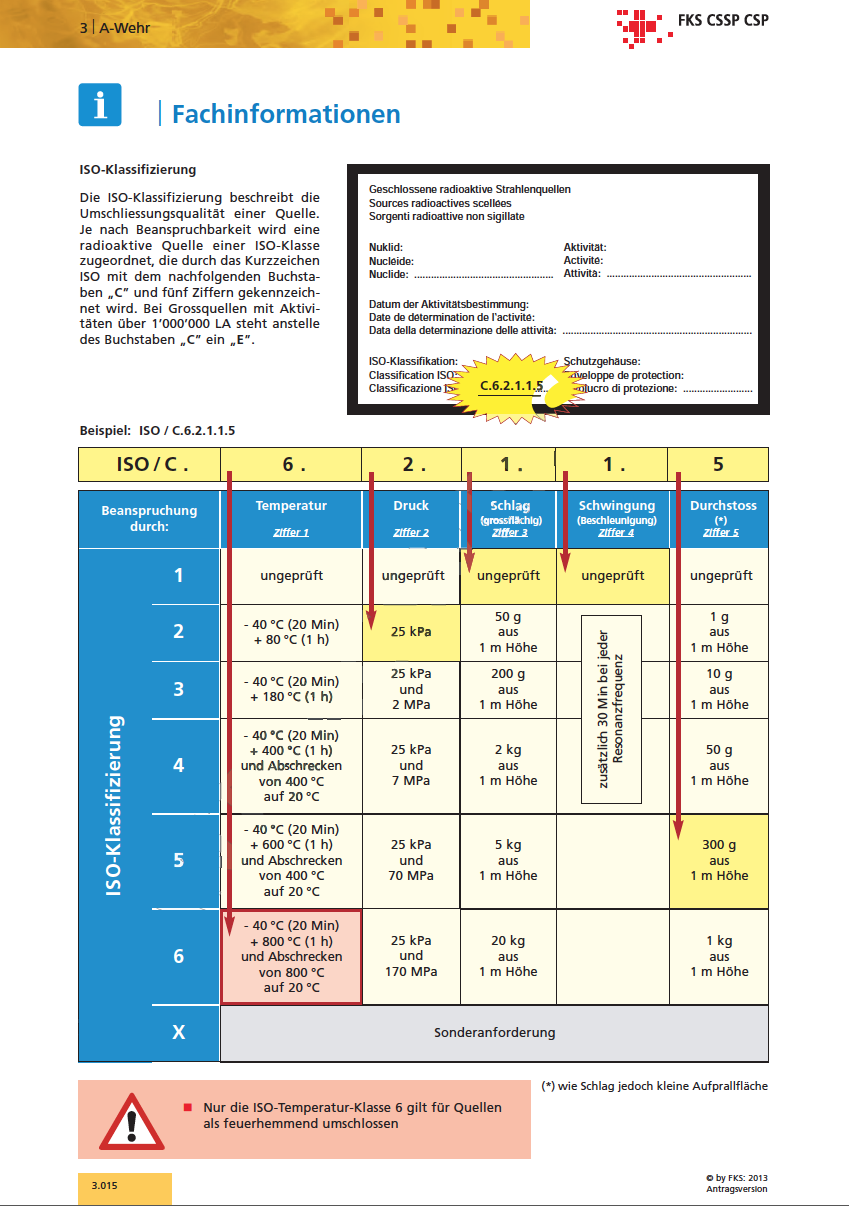 3 | A-Wehr
FKS CSSP CSP
i
Fachinformationen
ISO-Klassifizierung
Die ISO-Klassifizierung beschreibt die
Umschliessungsqualität einer Quelle.
Je nach Beanspruchbarkeit wird eine
radioaktive Quelle einer ISO-Klasse
zugeordnet, die durch das Kurzzeichen
ISO mit dem nachfolgenden Buchsta-
ben „C” und fünf Ziffern gekennzeich-
net wird. Bei Grossquellen mit Aktivi-
täten über 1’000’000 LA steht anstelle
des Buchstaben „C” ein „E”.
Geschlossene radioaktive Strahlenquellen
Sources radioactives scellées
Sorgenti radioattive non sigillate
Nuklid: Aktivität:
Nucléide: Activité:
Nuclide: Attività:
Datum der Aktivitätsbestimmung:
Date de détermination de l’activité:
Data della determinazione delle attività:
ISO-Klassifikation: Schutzgehäuse:
Classification ISO: de protection:
Classificazione di protezione:
C.6.2.1.1.5
Beispiel: ISO / C.6.2.1.1.5
ISO / C . 6 . 2 . 1 . 1 . 5
Beanspruchung
durch:
Temperatur
Ziffer 1
Druck
Ziffer 2
Schlag
(grossflächig)
Ziffer 3
Schwingung
(Beschleunigung)
Ziffer 4
Durchstoss
(*)
Ziffer 5
ISO-Klassifizierung
1
ungeprüft
ungeprüft
ungeprüft
ungeprüft
ungeprüft
2
- 40 °C (20 Min)
+ 80 °C (1 h)
25 kPa
50 g
aus
1 m Höhe
zusätzlich 30 Min bei jeder
Resonanzfrequenz
1 g
aus
1 m Höhe
3
- 40 °C (20 Min)
+ 180 °C (1 h)
25 kPa
und
2 MPa
200 g
aus
1 m Höhe
10 g
aus
1 m Höhe
4
- 40 °C (20 Min)
+ 400 °C (1 h)
und Abschrecken
von 400 °C
auf 20 °C
25 kPa
und
7 MPa
2 kg
aus
1 m Höhe
50 g
aus
1 m Höhe
5
- 40 °C (20 Min)
+ 600 °C (1 h)
und Abschrecken
von 400 °C
auf 20 °C
25 kPa
und
70 MPa
5 kg
aus
1 m Höhe
300 g
aus
1 m Höhe
6
- 40 °C (20 Min)
+ 800 °C (1 h)
und Abschrecken
von 800 °C
auf 20 °C
25 kPa
und
170 MPa
20 kg
aus
1 m Höhe
1 kg
aus
1 m Höhe
X
Sonderanforderung
(*) wie Schlag jedoch kleine Aufprallfläche
Nur die ISO-Temperatur-Klasse 6 gilt für Quellen
als feuerhemmend umschlossen
3.015
© by FKS: 2013
Antragsversion